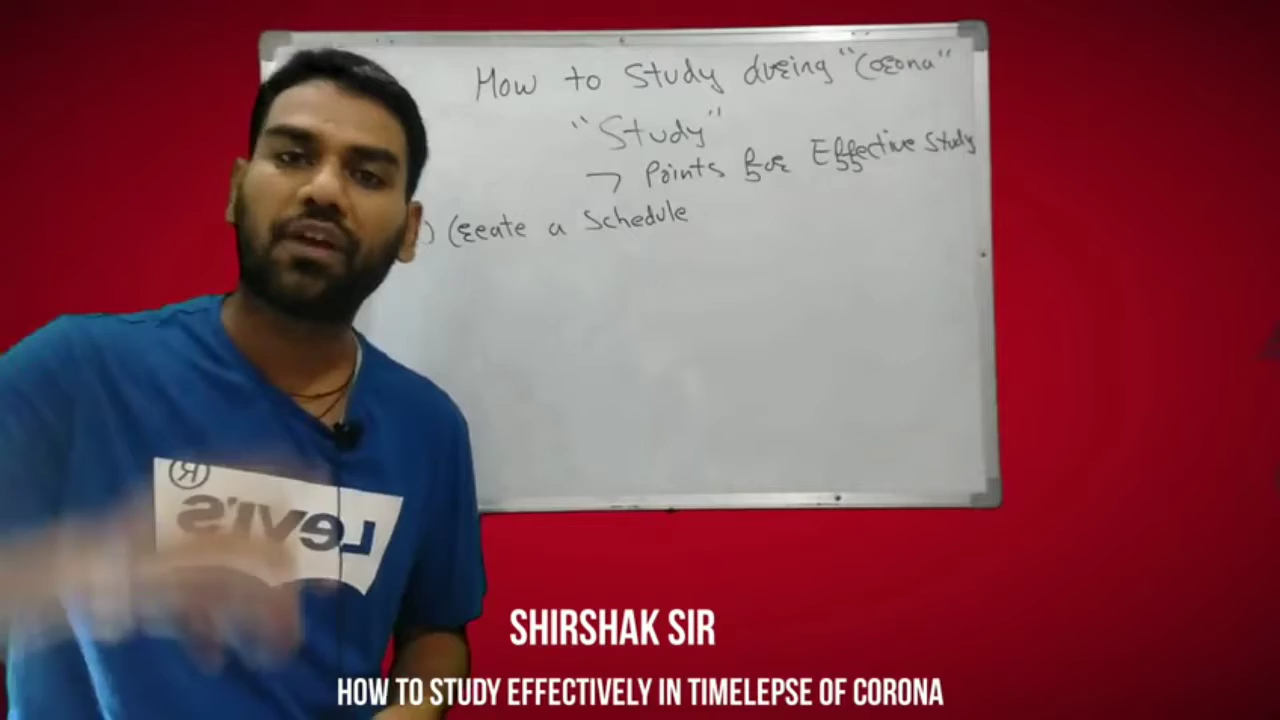 How to Study during "Corona"
"Study"
→ Points for Effective Study
1) Create a Schedule
Levi's ®
SHIRSHAK SIR
HOW TO STUDY EFFECTIVELY IN TIMELEPSE OF CORONA